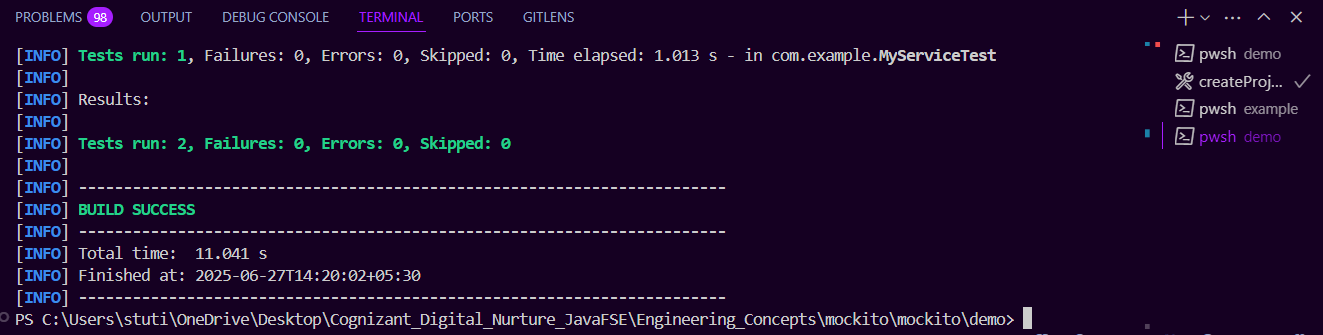 PROBLEMS 98 OUTPUT DEBUG CONSOLE TERMINAL PORTS GITLENS
[INFO] Tests run: 1, Failures: 0, Errors: 0, Skipped: 0, Time elapsed: 1.013 s - in com.example.MyServiceTest
[INFO]
[INFO] Results:
[INFO]
[INFO] Tests run: 2, Failures: 0, Errors: 0, Skipped: 0
[INFO]
[INFO] ------------------------------------------------------------------------
[INFO] BUILD SUCCESS
[INFO] ------------------------------------------------------------------------
[INFO] Total time:  11.041 s
[INFO] Finished at: 2025-06-27T14:20:02+05:30
[INFO] ------------------------------------------------------------------------
PS C:\Users\stuti\OneDrive\Desktop\Cognizant_Digital_Nurture_JavaFSE\Engineering_Concepts\mockito\mockito\demo>
pwsh demo
createProj...
pwsh example
pwsh demo